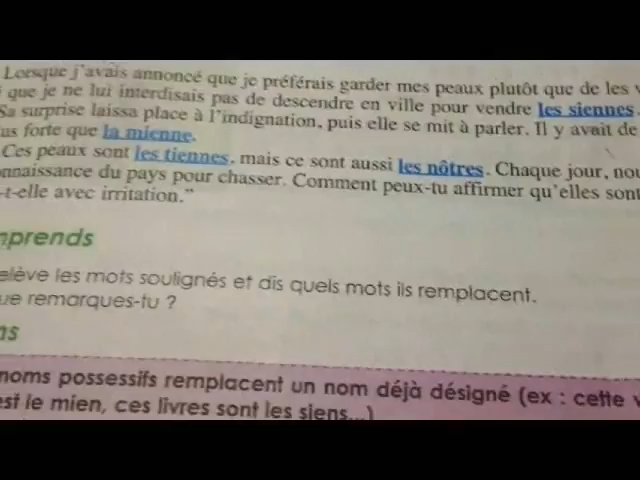 Lorsque j'avais annoncé que je préférais garder mes peaux plutôt que de les
que je ne lui interdisais pas de descendre en ville pour vendre les siennes.
Sa surprise laissa place à l'indignation, puis elle se mit à parler. Il y avait de
us forte que la mienne.
Ces peaux sont les tiennes, mais ce sont aussi les nôtres. Chaque jour, nou
onnaissance du pays pour chasser. Comment peux-tu affirmer qu'elles sont
-t-elle avec irritation."
mprends
elève les mots soulignés et dis quels mots ils remplacent.
ue remarques-tu ?
ns
noms possessifs remplacent un nom déjà désigné (ex : cette v
est le mien, ces livres sont les siens...)